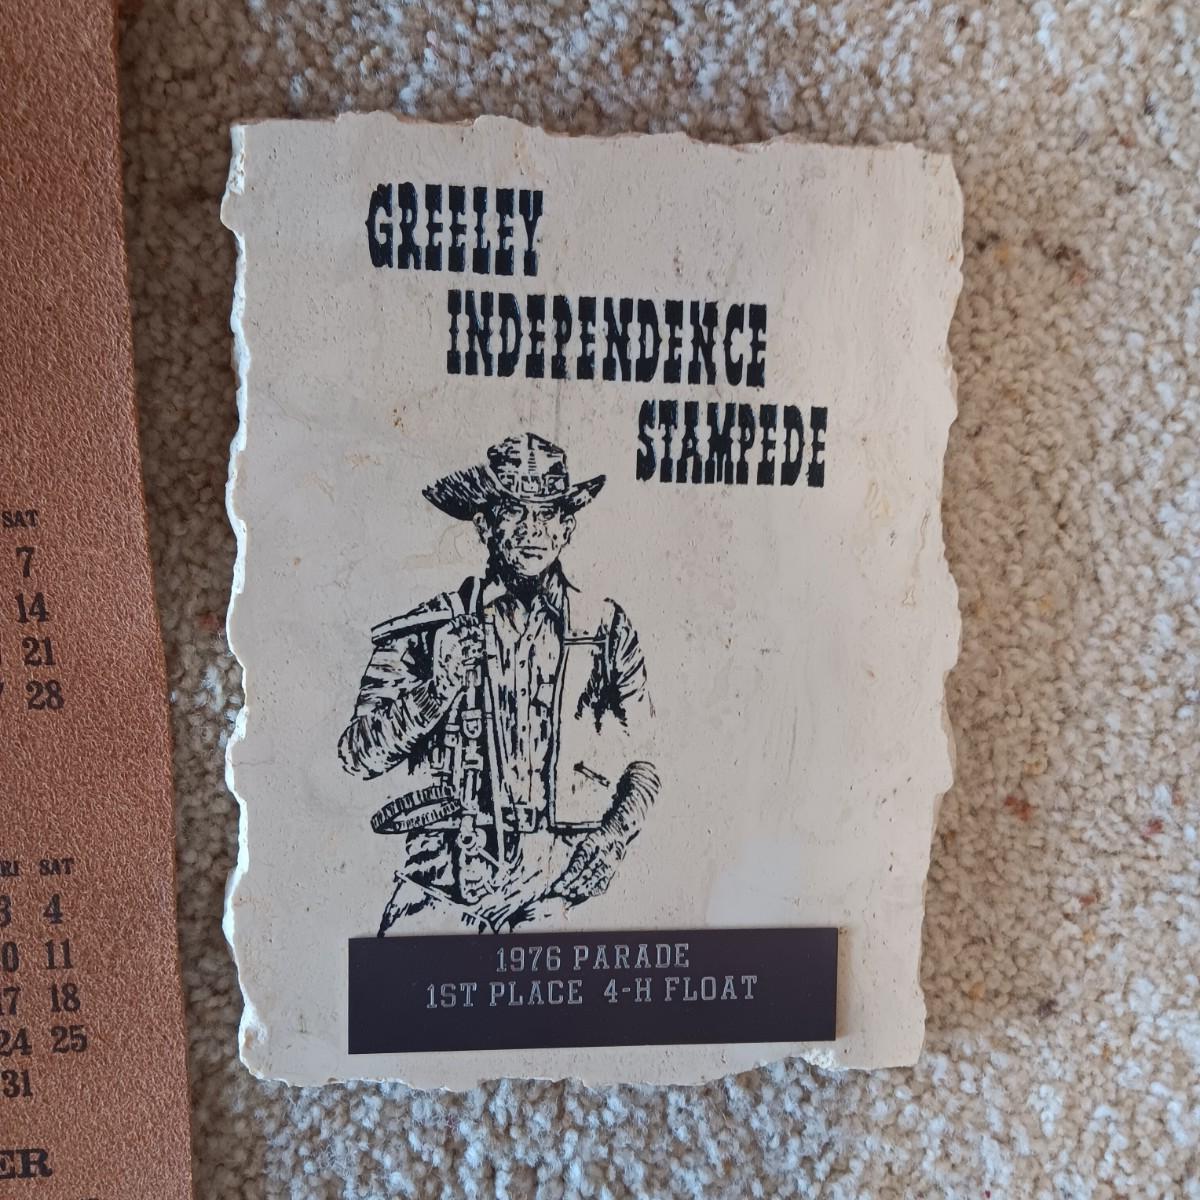 GREELEY
INDEPENDENCE
STAMPEDE
1976 PARADE
1ST PLACE 4-H FLOAT
SAT
7
14
21
28
SAT
4
11
18
24 25
31